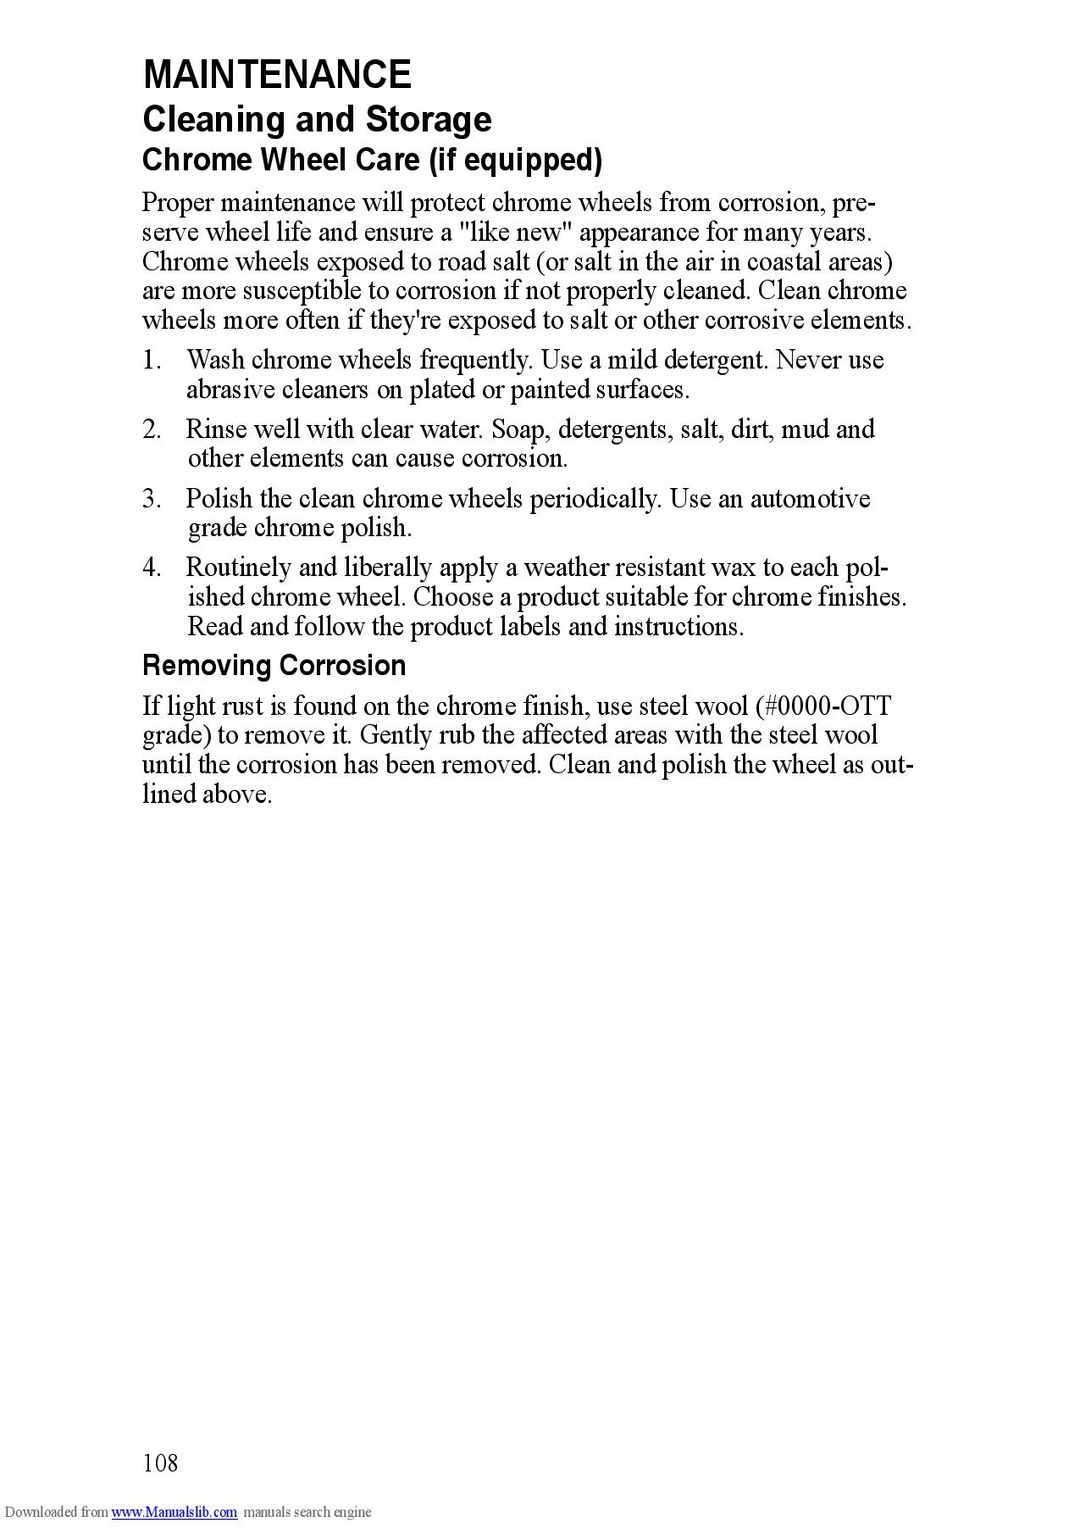 MAINTENANCE
Cleaning and Storage
Chrome Wheel Care (if equipped)
Proper maintenance will protect chrome wheels from corrosion, pre-
serve wheel life and ensure a "like new" appearance for many years.
Chrome wheels exposed to road salt (or salt in the air in coastal areas)
are more susceptible to corrosion if not properly cleaned. Clean chrome
wheels more often if they're exposed to salt or other corrosive elements.
1. Wash chrome wheels frequently. Use a mild detergent. Never use
abrasive cleaners on plated or painted surfaces.
2. Rinse well with clear water. Soap, detergents, salt, dirt, mud and
other elements can cause corrosion.
3. Polish the clean chrome wheels periodically. Use an automotive
grade chrome polish.
4. Routinely and liberally apply a weather resistant wax to each pol-
ished chrome wheel. Choose a product suitable for chrome finishes.
Read and follow the product labels and instructions.
Removing Corrosion
If light rust is found on the chrome finish, use steel wool (#0000-OTT
grade) to remove it. Gently rub the affected areas with the steel wool
until the corrosion has been removed. Clean and polish the wheel as out-
lined above.
108
Downloaded from www.Manualslib.com manuals search engine